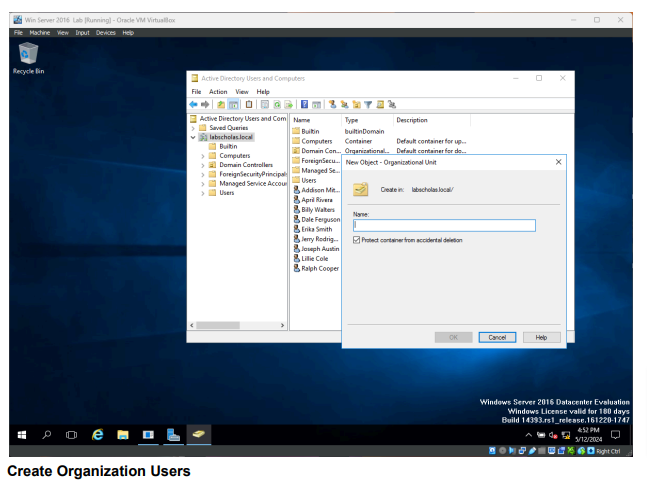 Win Server 2016 Lab [Running] - Oracle VM VirtualBox
File Machine View Input Devices Help
Recycle Bin
Active Directory Users and Computers
File Action View Help
Active Directory Users and Com
Saved Queries
labscholas.local
Builtin
Computers
Domain Controllers
ForeignSecurityPrincipals
Managed Service Accour
Users
Name Type Description
Builtin builtinDomain
Computers Container Default container for up...
Domain Con... Organizational... Default container for do...
ForeignSecu...
Managed Se...
Users
Addison Mit...
April Rivera
Billy Walters
Dale Ferguson
Erika Smith
Jerry Rodrig...
Joseph Austin
Lillie Cole
Ralph Cooper
New Object - Organizational Unit
Create in: labscholas.local/
Name:
Protect container from accidental deletion
OK Cancel Help
Windows Server 2016 Datacenter Evaluation
Windows License valid for 180 days
Build 14393.rs1_release.161220-1747
4:52 PM
5/12/2024
Right Ctrl
Create Organization Users